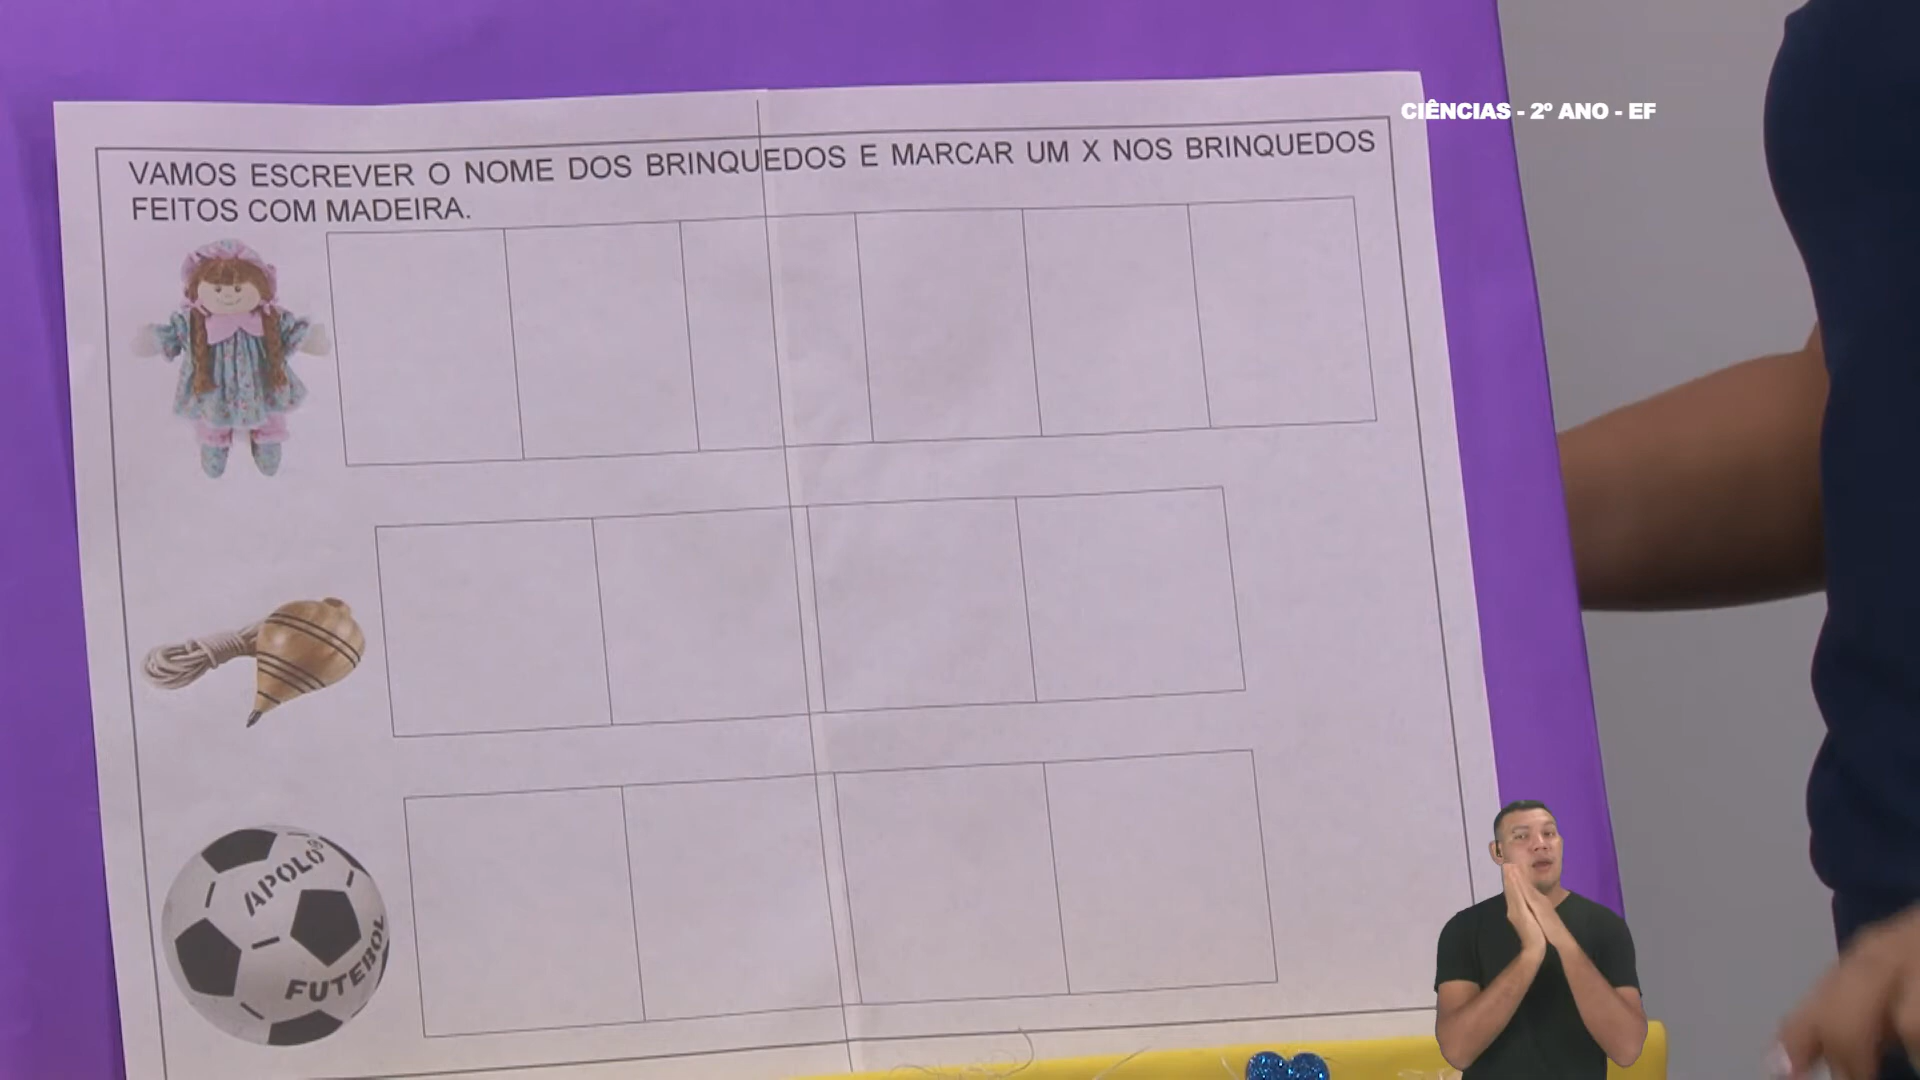 CIÊNCIAS - 2º ANO - EF
VAMOS ESCREVER O NOME DOS BRINQUEDOS E MARCAR UM X NOS BRINQUEDOS
FEITOS COM MADEIRA.
APOLO®
FUTEBOL